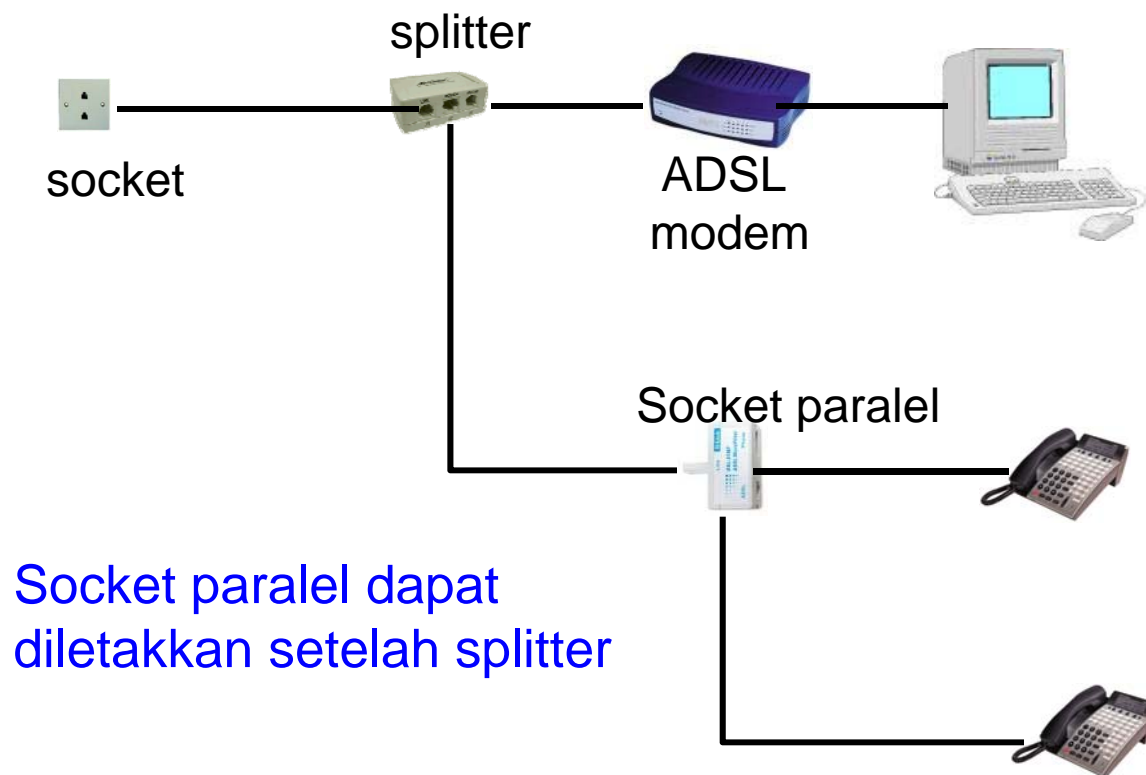 splitter
socket
ADSL
modem
Socket paralel
Socket paralel dapat
diletakkan setelah splitter